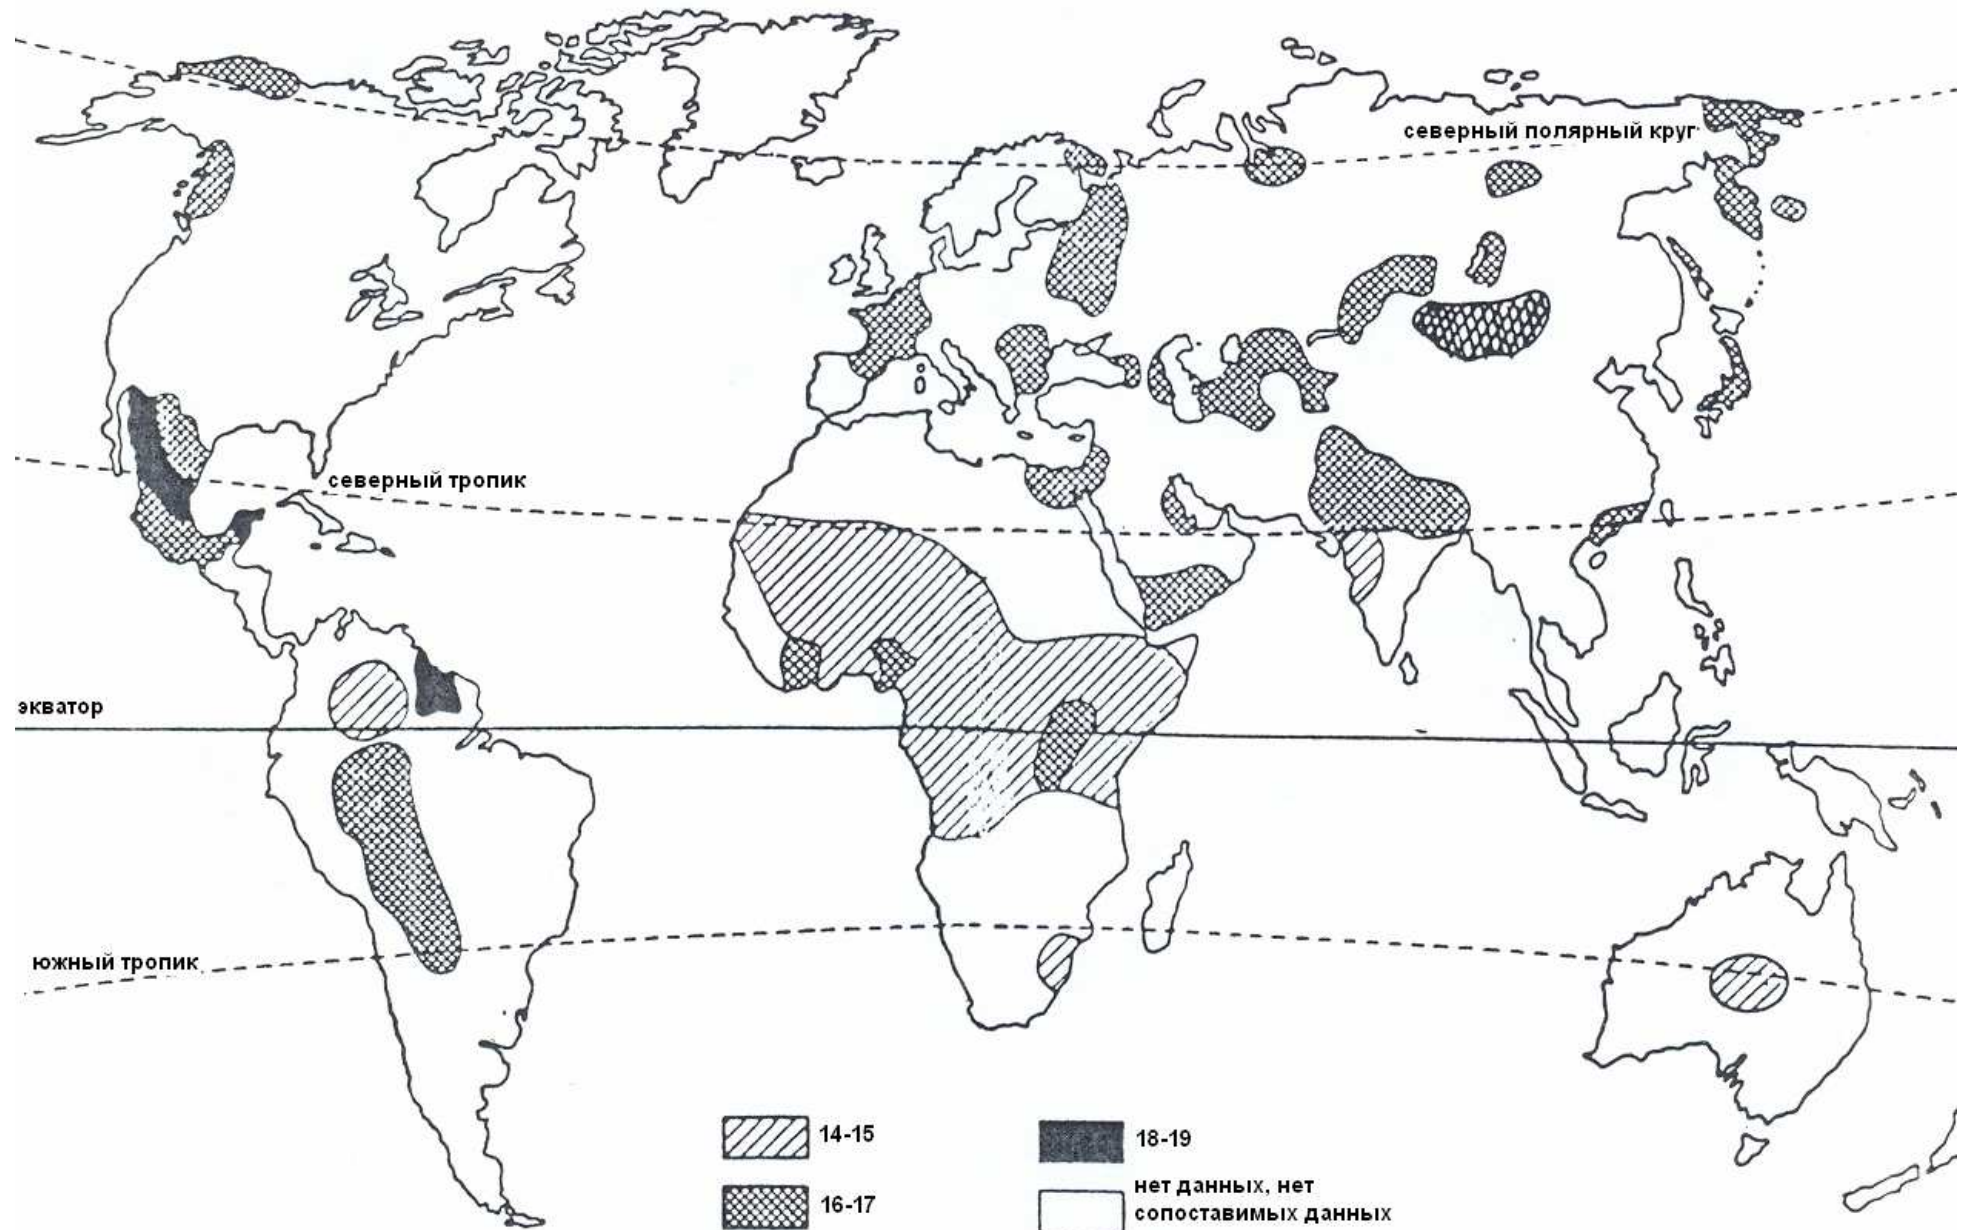 северный полярный круг
северный тропик
экватор
южный тропик
14-15
18-19
16-17
нет данных, нет
сопоставимых данных